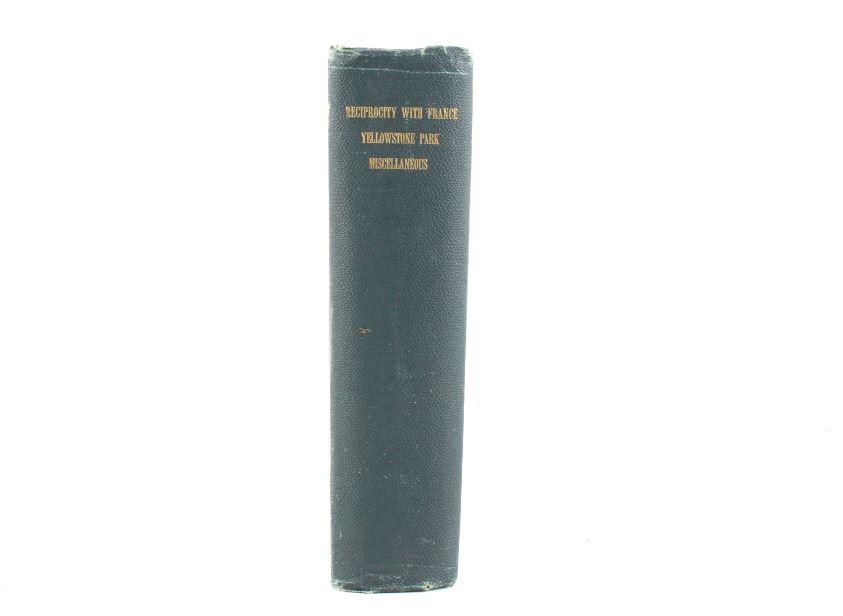 RECIPROCITY WITH FRANCE
YELLOWSTONE PARK
MISCELLANEOUS